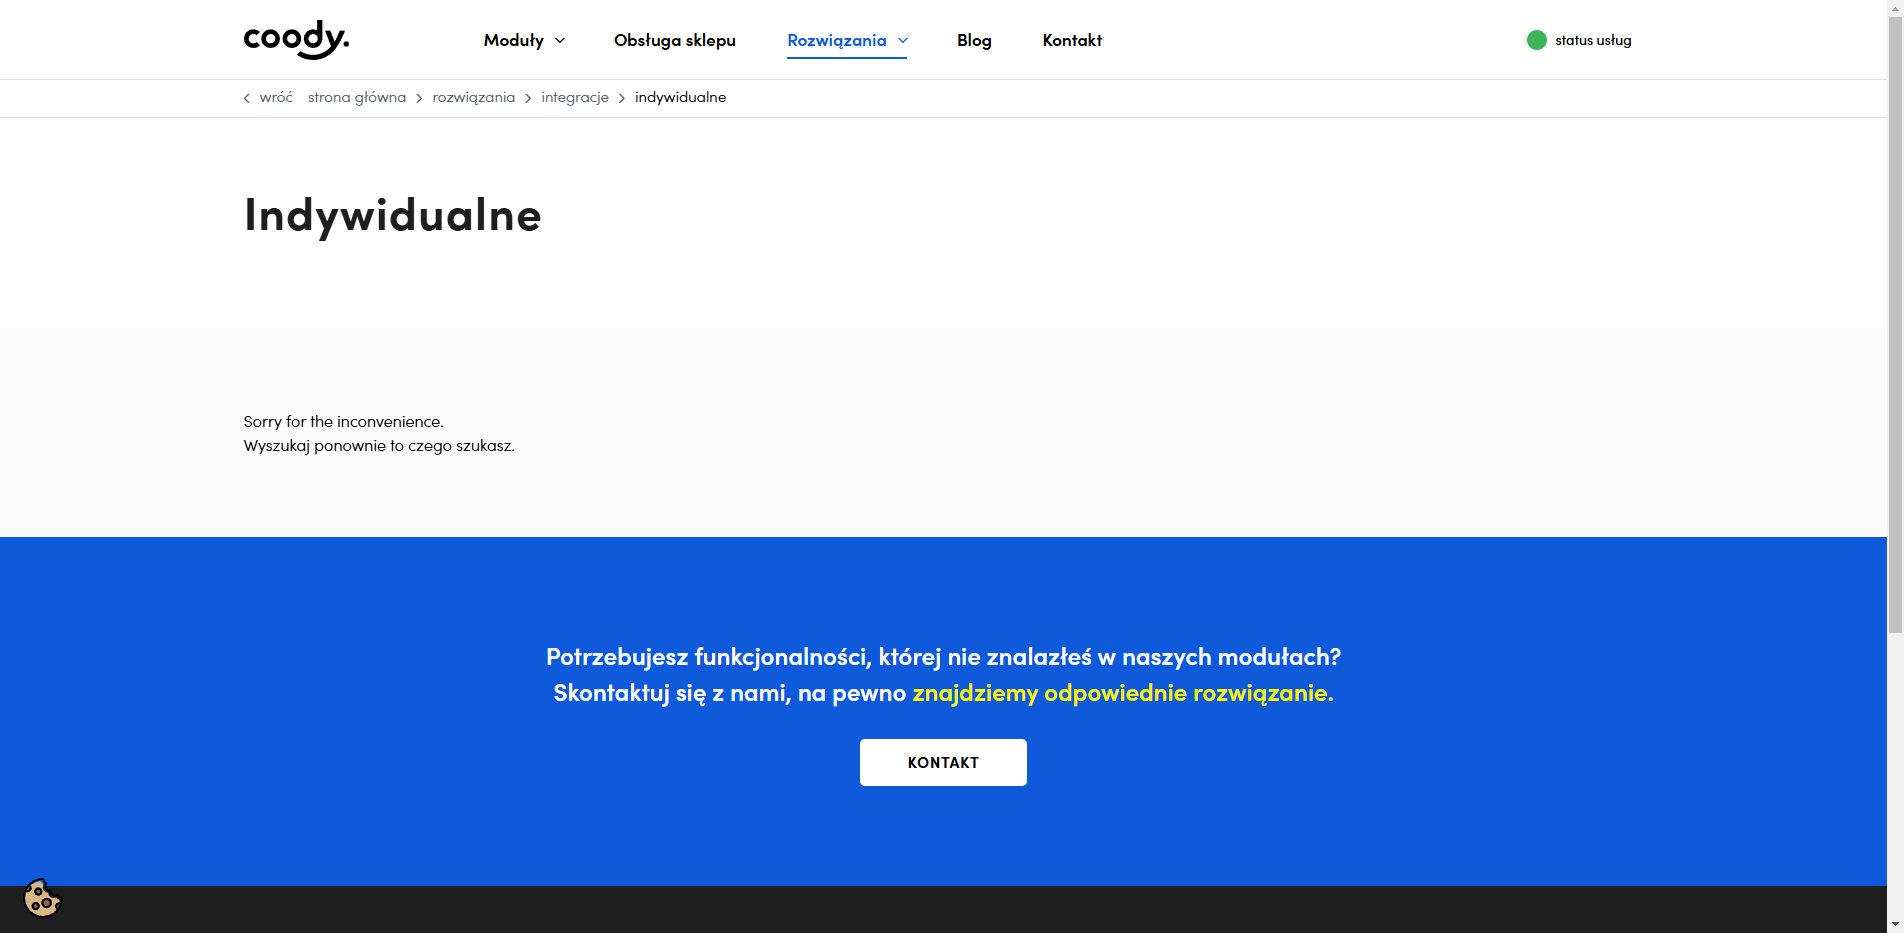 coody.
Moduły
Obsługa sklepu
Rozwiązania
Blog
Kontakt
status usług
wróć
strona główna > rozwiązania > integracje > indywidualne
Indywidualne
Sorry for the inconvenience.
Wyszukaj ponownie to czego szukasz.
Potrzebujesz funkcjonalności, której nie znalazłeś w naszych modułach?
Skontaktuj się z nami, na pewno znajdziemy odpowiednie rozwiązanie.
KONTAKT